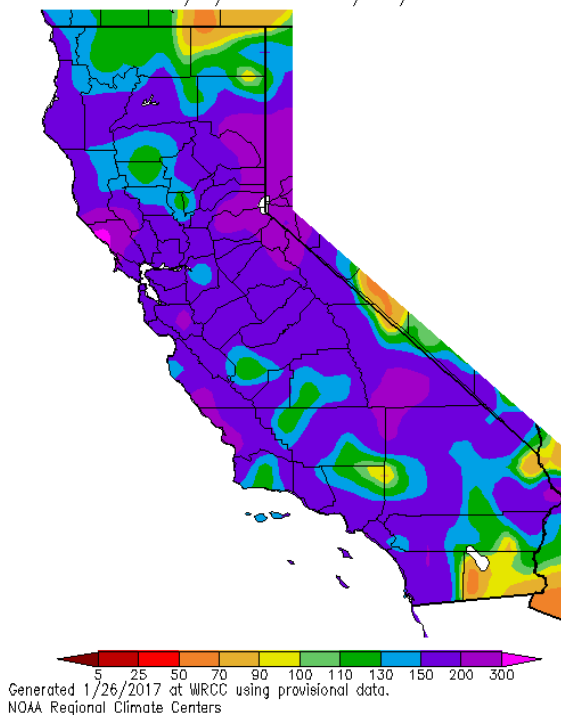 5 25 50 70 90 100 110 130 150 200 300
Generated 1/26/2017 at WRCC using provisional data.
NOAA Regional Climate Centers